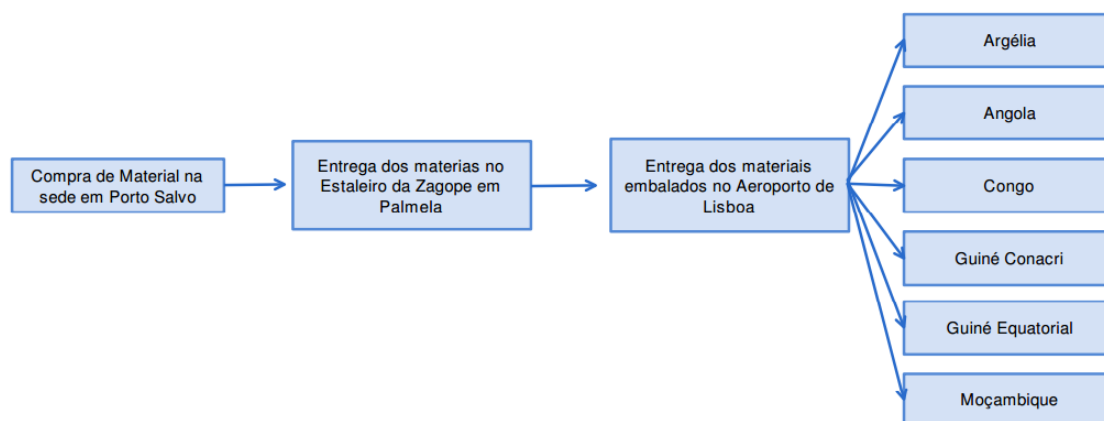 Compra de Material na
sede em Porto Salvo
Entrega dos materias no
Estaleiro da Zagope em
Palmela
Entrega dos materiais
embalados no Aeroporto de
Lisboa
Argélia
Angola
Congo
Guiné Conacri
Guiné Equatorial
Moçambique